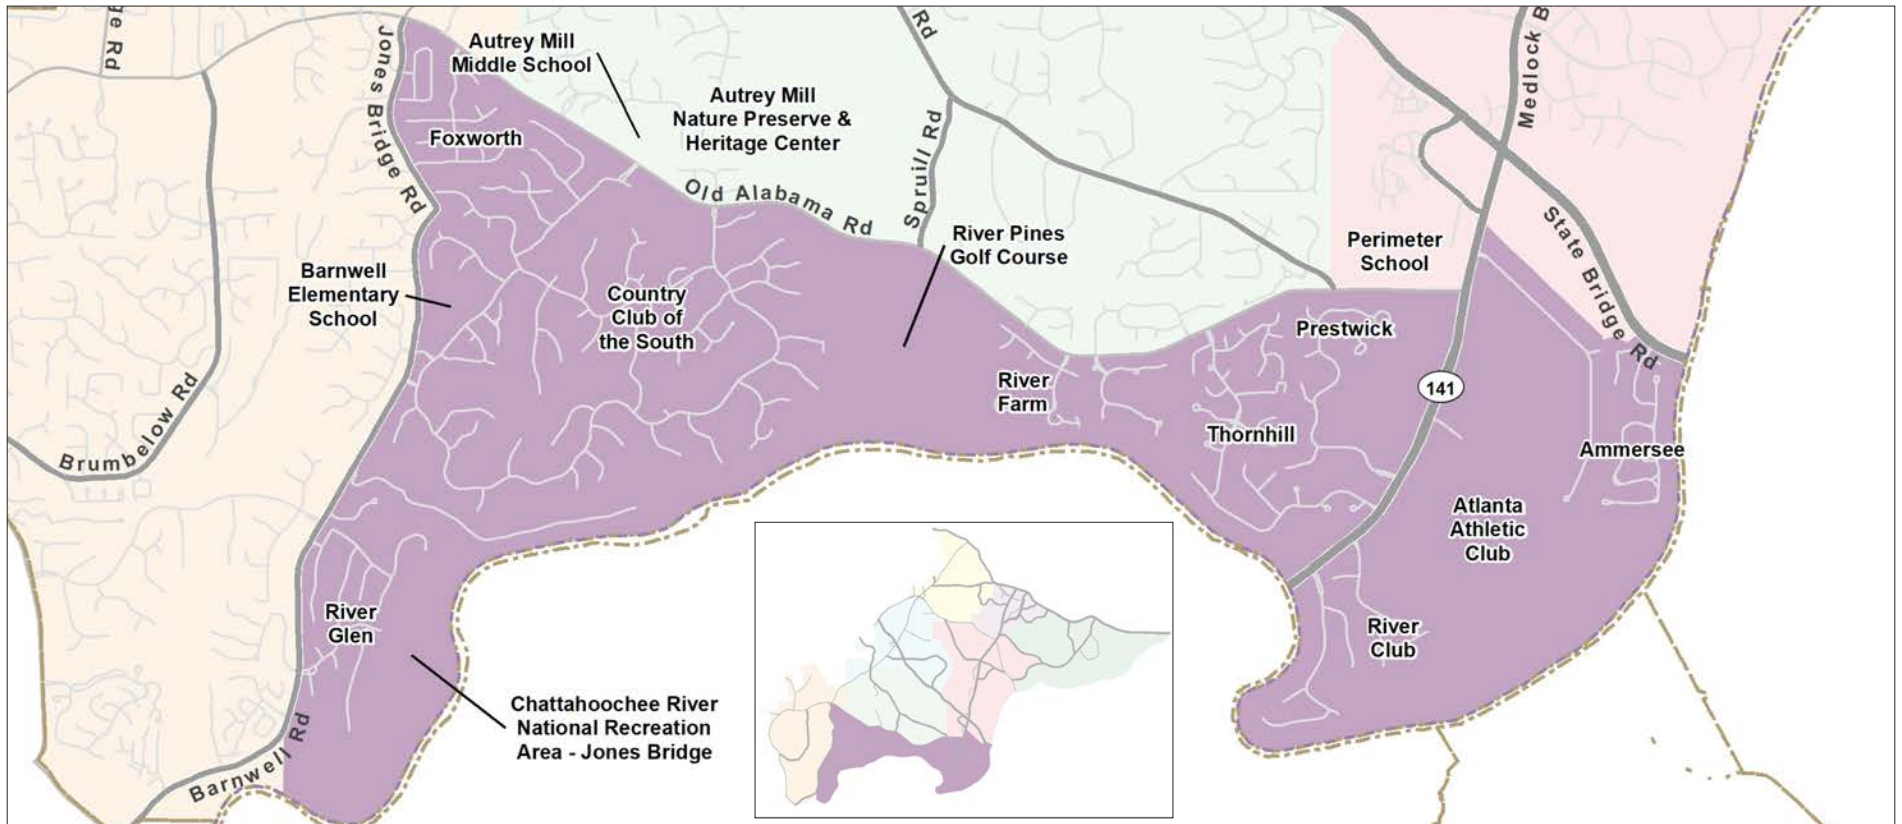 ge Rd
Jones Bridge Rd
Autrey Mill
Middle School
Autrey Mill
Nature Preserve &
Heritage Center
Rd
Medlock B
Foxworth
Spruill Rd
Old Alabama Rd
River Pines
Golf Course
Perimeter
School
State Bridge Rd
Barnwell
Elementary
School
Country
Club of
the South
Prestwick
River
Farm
141
Brumbelow Rd
Thornhill
Ammersee
Atlanta
Athletic
Club
River
Glen
River
Club
Chattahoochee River
National Recreation
Area - Jones Bridge
Barnwell Rd